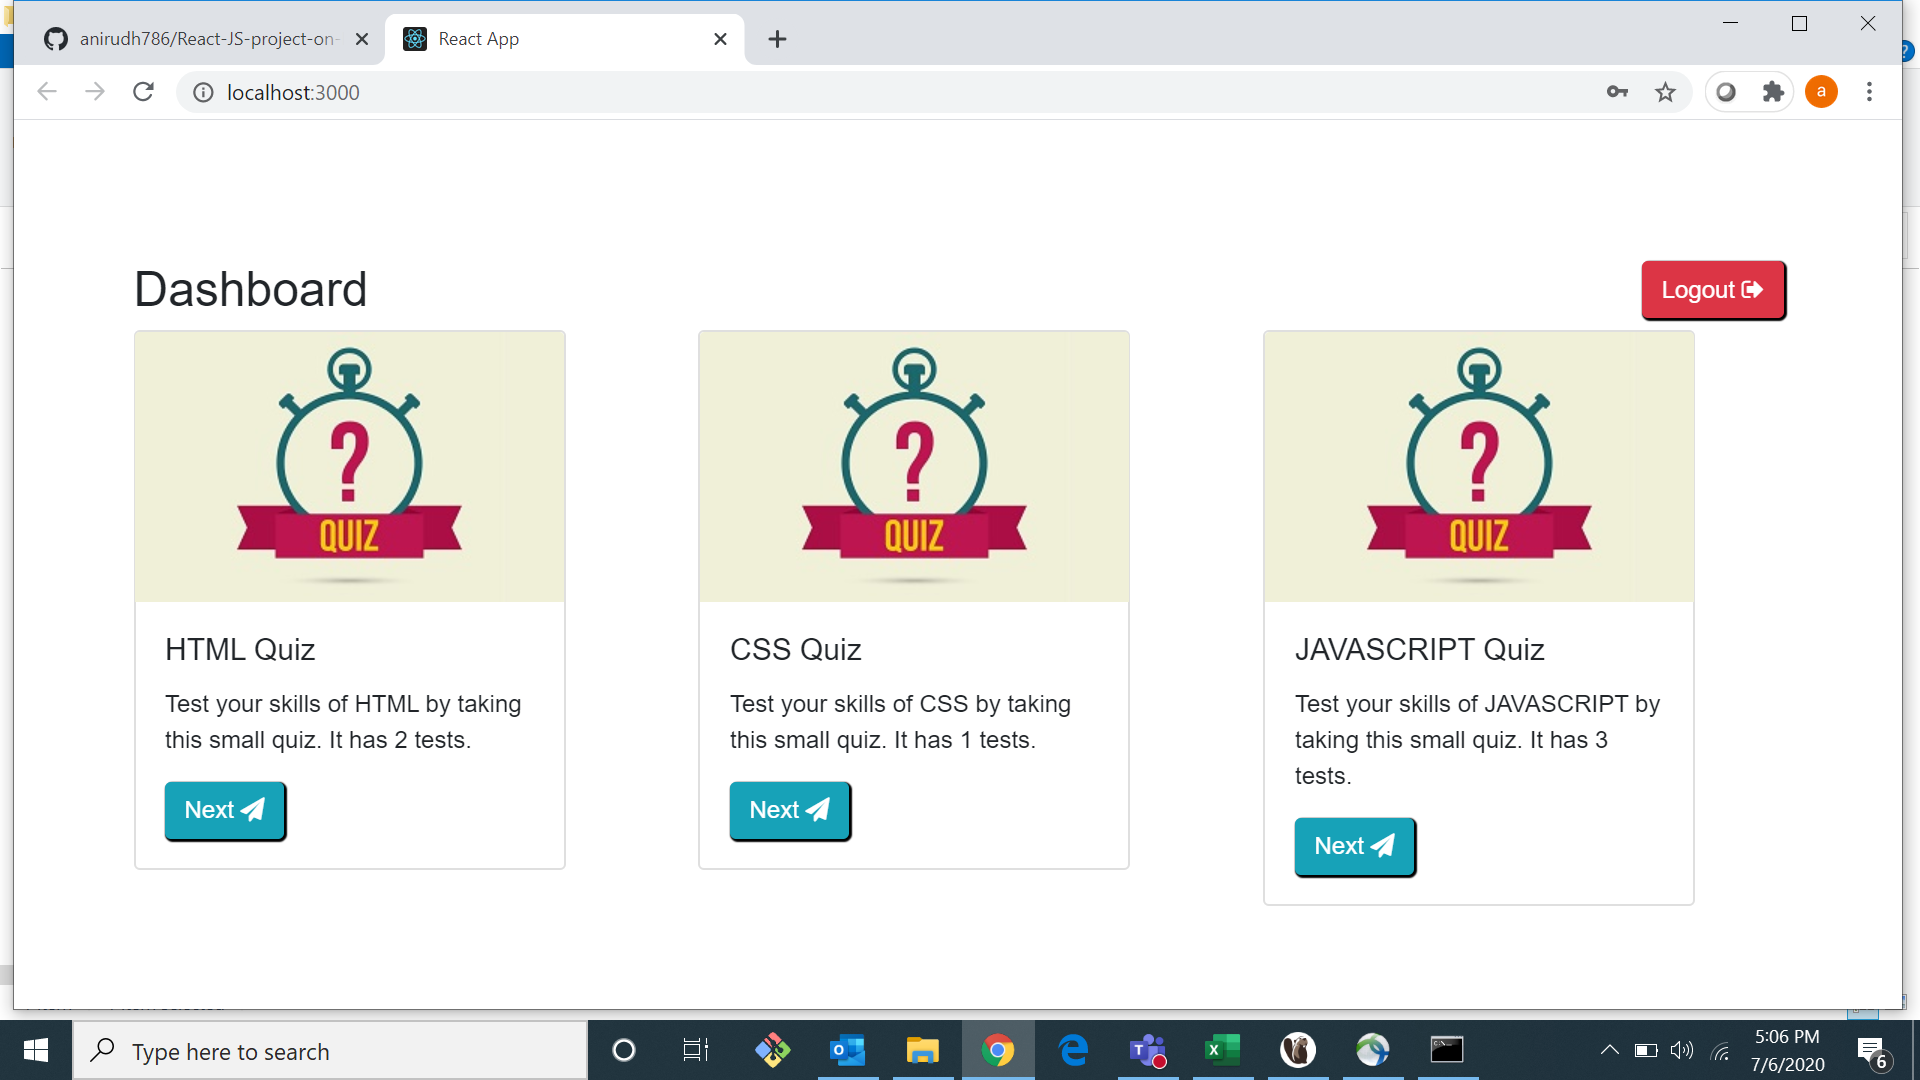 anirudh786/React-JS-project-on-
React App
localhost:3000
a
Dashboard
Logout
?
QUIZ
?
QUIZ
?
QUIZ
HTML Quiz
Test your skills of HTML by taking
this small quiz. It has 2 tests.
Next
CSS Quiz
Test your skills of CSS by taking
this small quiz. It has 1 tests.
Next
JAVASCRIPT Quiz
Test your skills of JAVASCRIPT by
taking this small quiz. It has 3
tests.
Next
Type here to search
5:06 PM
7/6/2020
6